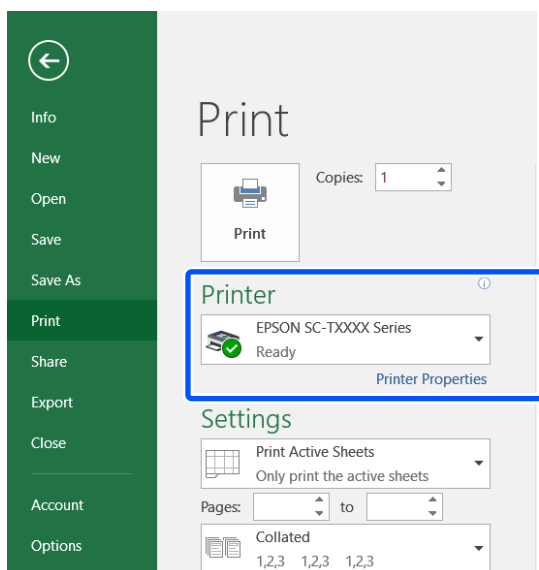 Info
New
Open
Save
Save As
Print
Share
Export
Close
Account
Options
Print
Copies: 1
Print
Printer
EPSON SC-TXXXX Series
Ready
Printer Properties
Settings
Print Active Sheets
Only print the active sheets
Pages: to
Collated
1,2,3 1,2,3 1,2,3